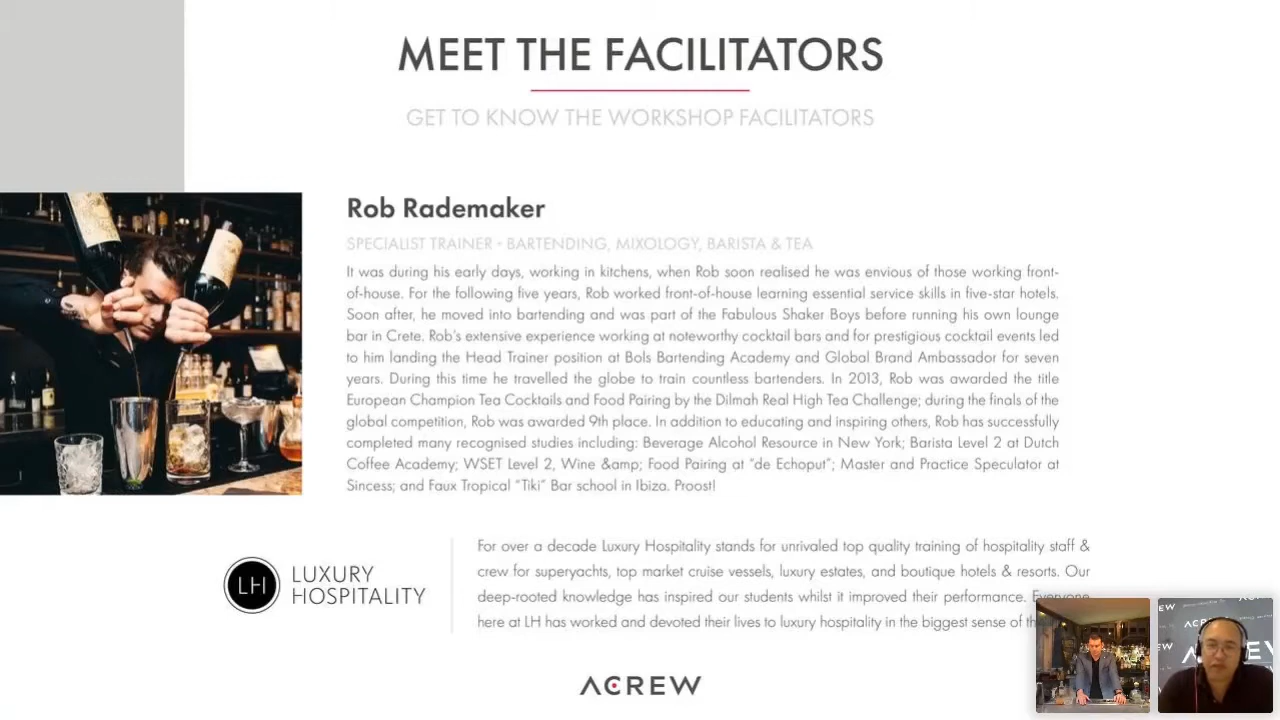 MEET THE FACILITATORS
GET TO KNOW THE WORKSHOP FACILITATORS
Rob Rademaker
SPECIALIST TRAINER • BARTENDING, MIXOLOGY, BARISTA & TEA
It was during his early days, working in kitchens, when Rob soon realised he was envious of those working front-
of-house. For the following five years, Rob worked front-of-house learning essential service skills in five-star hotels.
Soon after, he moved into bartending and was part of the Fabulous Shaker Boys before running his own lounge
bar in Crete. Rob's extensive experience working at noteworthy cocktail bars and for prestigious cocktail events led
to him landing the Head Trainer position at Bols Bartending Academy and Global Brand Ambassador for seven
years. During this time he travelled the globe to train countless bartenders. In 2013, Rob was awarded the title
European Champion Tea Cocktails and Food Pairing by the Dilmah Real High Tea Challenge; during the finals of the
global competition, Rob was awarded 9th place. In addition to educating and inspiring others, Rob has successfully
completed many recognised studies including: Beverage Alcohol Resource in New York; Barista Level 2 at Dutch
Coffee Academy; WSET Level 2, Wine &amp; Food Pairing at "de Echoput"; Master and Practice Speculator at
Sincess; and Faux Tropical "Tiki" Bar school in Ibiza. Proost!
LH LUXURY
HOSPITALITY
For over a decade Luxury Hospitality stands for unrivaled top quality training of hospitality staff &
crew for superyachts, top market cruise vessels, luxury estates, and boutique hotels & resorts. Our
deep-rooted knowledge has inspired our students whilst it improved their performance. Everyone
here at LH has worked and devoted their lives to luxury hospitality in the biggest sense of
ACREW